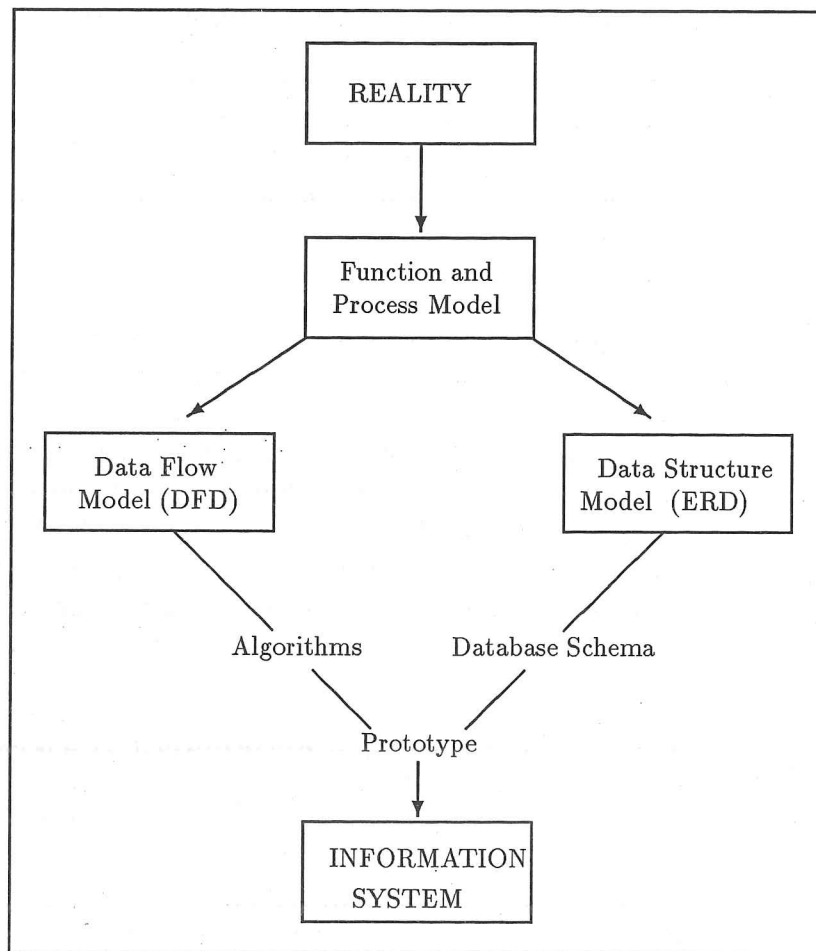 REALITY
Function and
Process Model
Data Flow
Model (DFD)
Data Structure
Model (ERD)
Algorithms
Database Schema
Prototype
INFORMATION
SYSTEM